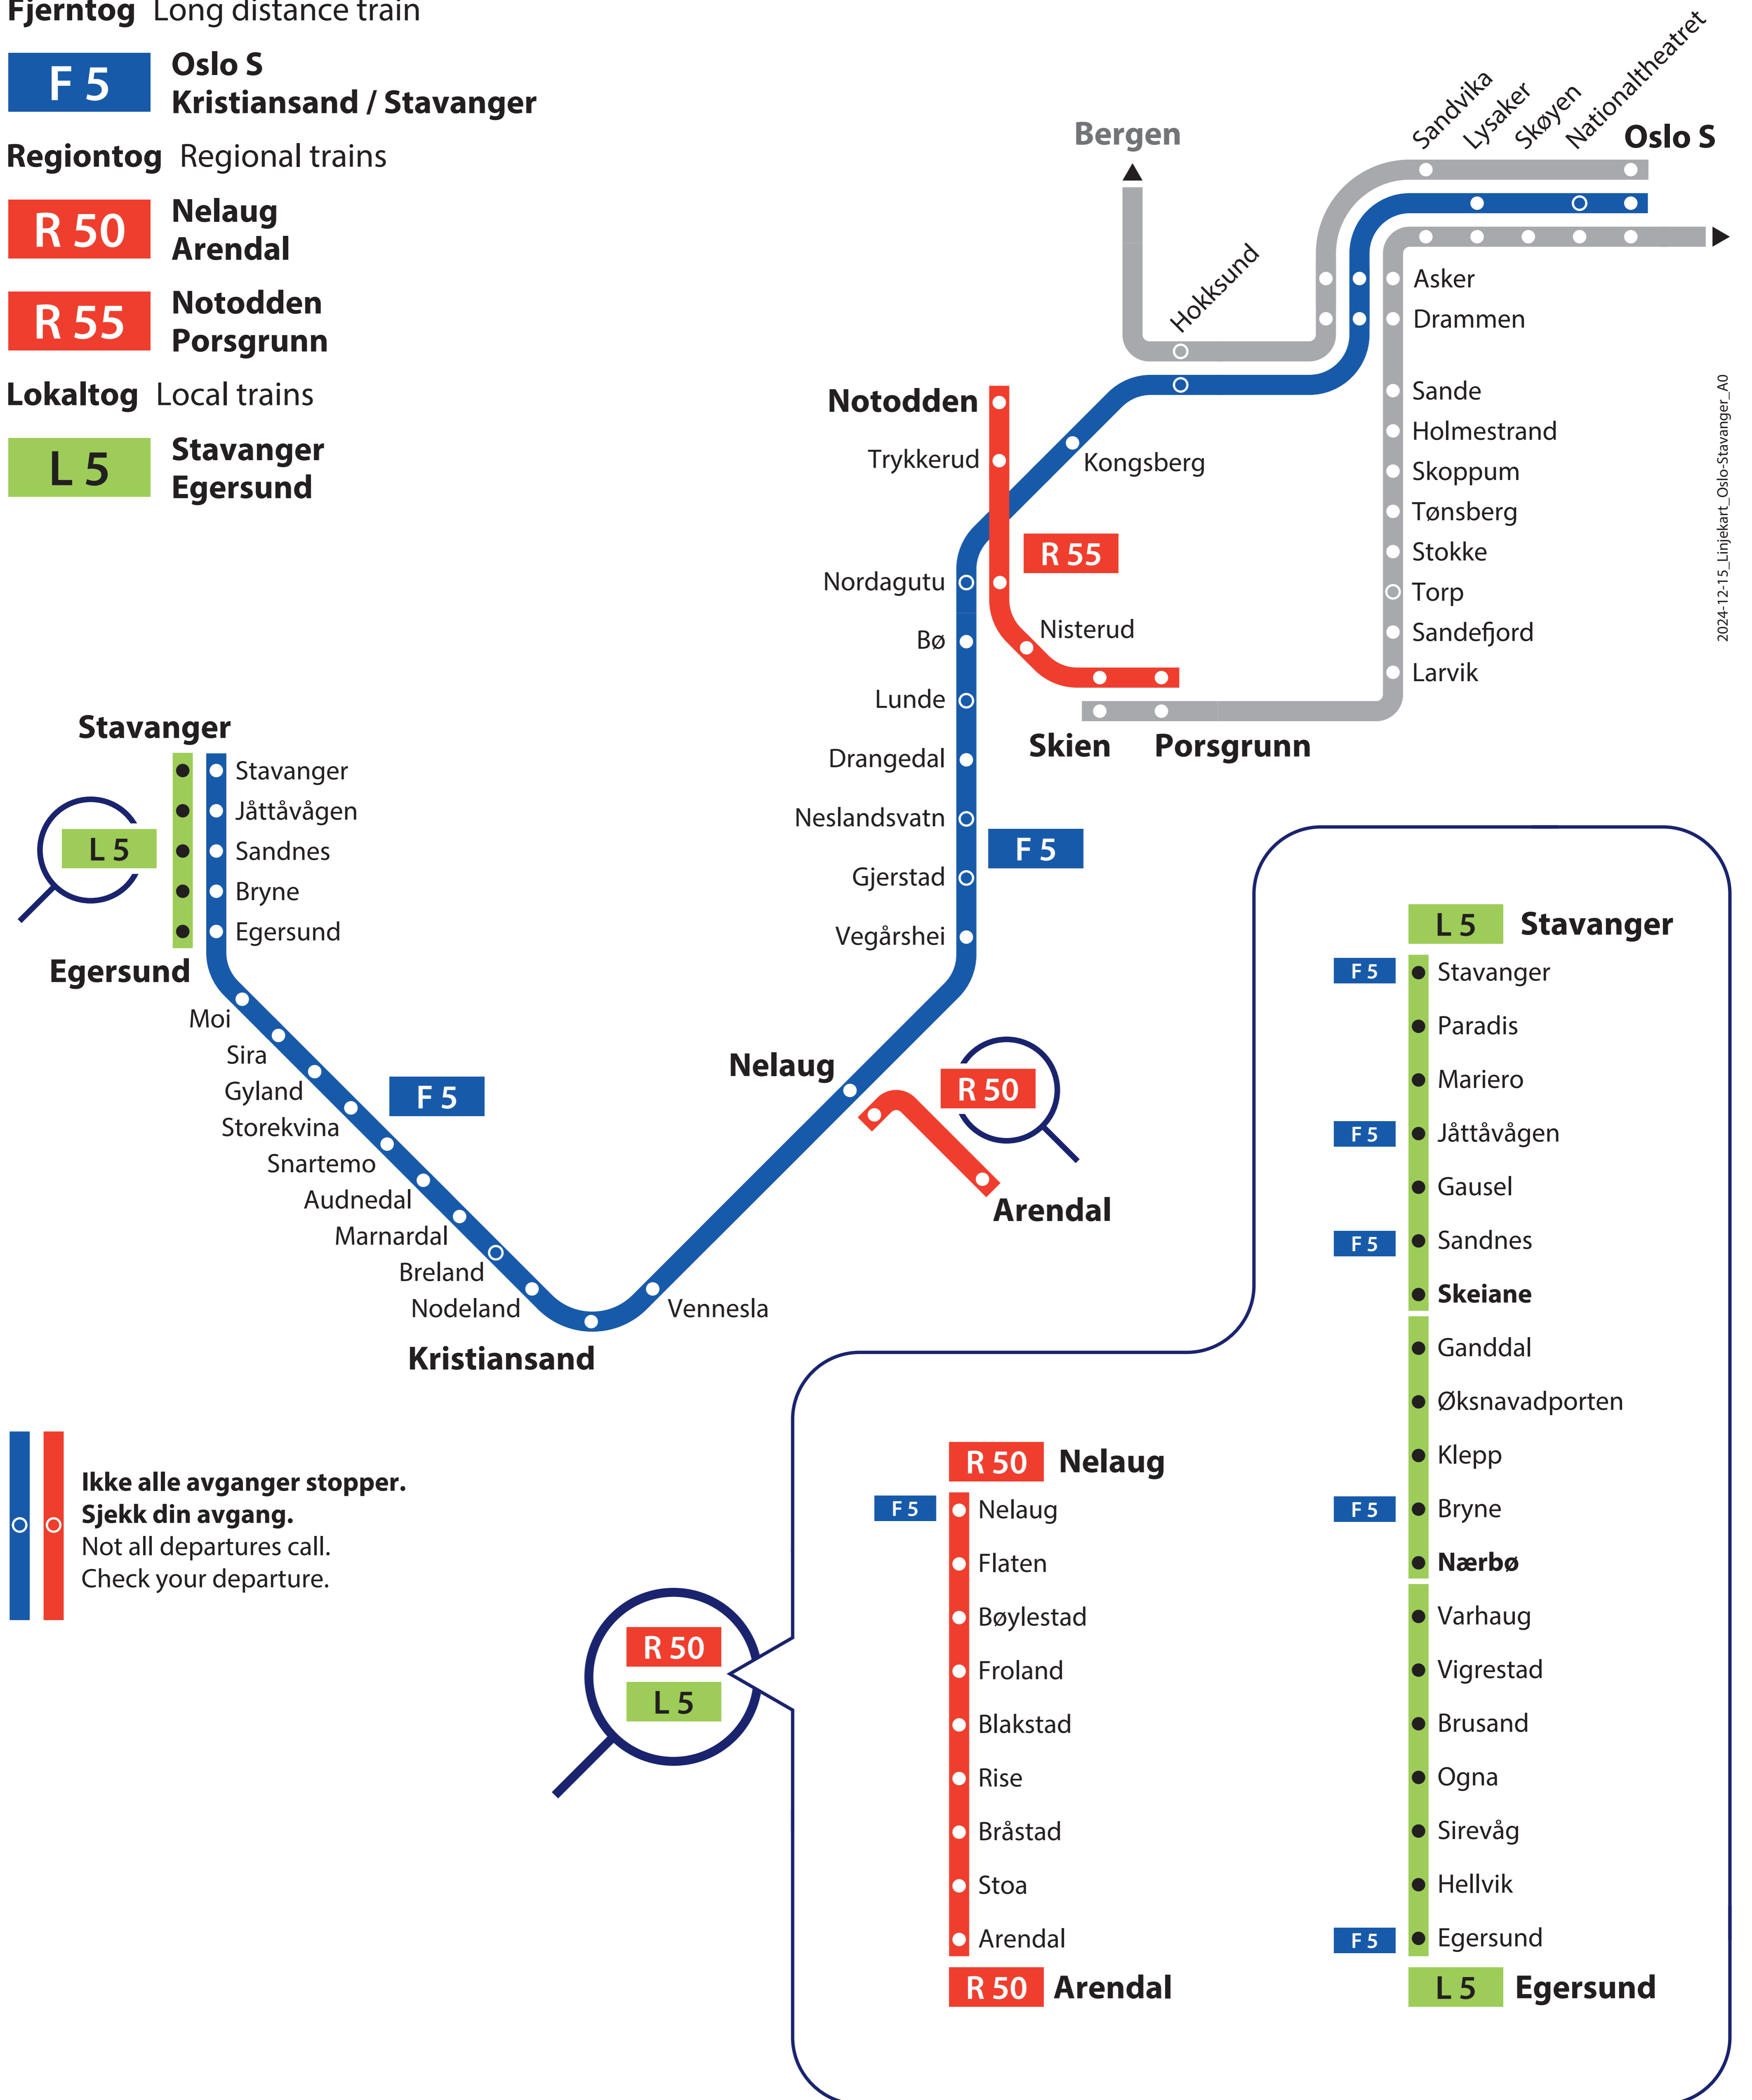 Fjerntog Long distance train
F 5
Oslo S
Kristiansand / Stavanger
Regiontog Regional trains
R 50
Nelaug
Arendal
R 55
Notodden
Porsgrunn
Lokaltog Local trains
L 5
Stavanger
Egersund
Bergen
Hokksund
Sandvika
Lysaker
Skøyen
Nationaltheatret
Oslo S
Asker
Drammen
Sande
Holmestrand
Skoppum
Tønsberg
Stokke
Torp
Sandefjord
Larvik
2024-12-15_Linjekart_Oslo-Stavanger_A0
Notodden
Trykkerud
Kongsberg
R 55
Nordagutu
Nisterud
Bø
Lunde
Skien
Porsgrunn
Drangedal
Neslandsvatn
F 5
Gjerstad
Vegårshei
Stavanger
Stavanger
Jåttåvågen
L 5
Sandnes
Bryne
Egersund
Egersund
Moi
Sira
Gyland
F 5
Storekvina
Snartemo
Audnedal
Marnardal
Breland
Nodeland
Kristiansand
Vennesla
Nelaug
R 50
Arendal
Ikke alle avganger stopper.
Sjekk din avgang.
Not all departures call.
Check your departure.
R 50
L 5
R 50 Nelaug
F 5 Nelaug
Flaten
Bøylestad
Froland
Blakstad
Rise
Bråstad
Stoa
Arendal
R 50 Arendal
L 5 Stavanger
F 5 Stavanger
Paradis
Mariero
F 5 Jåttåvågen
Gausel
F 5 Sandnes
Skeiane
Ganddal
Øksnavadporten
Klepp
F 5 Bryne
Nærbø
Varhaug
Vigrestad
Brusand
Ogna
Sirevåg
Hellvik
F 5 Egersund
L 5 Egersund